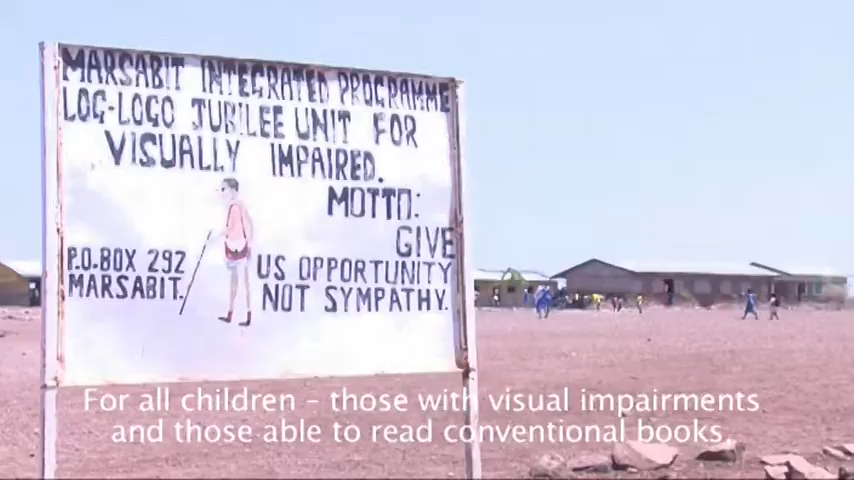 MARSABIT INTEGRATED PROGRAMME
LOG-LOGO JUBILEE UNIT FOR
VISUALLY IMPAIRED.
MOTTO:
GIVE
US OPPORTUNITY
NOT SYMPATHY.
P.O.BOX 292
MARSABIT.
For all children – those with visual impairments
and those able to read conventional books.